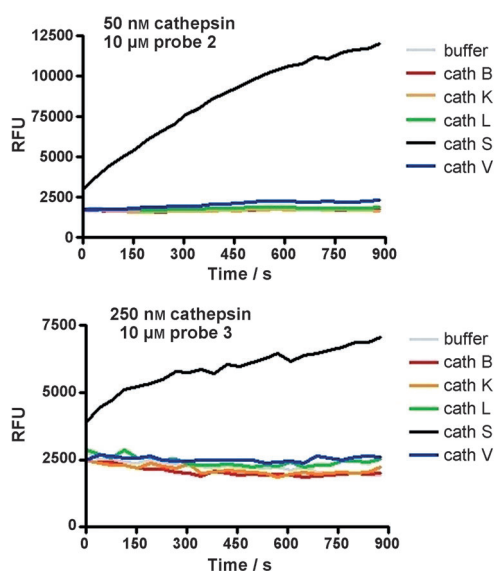 50 nM cathepsin
10 µM probe 2
12500
10000
7500
5000
2500
0
RFU
0 150 300 450 600 750 900
Time / s
buffer
cath B
cath K
cath L
cath S
cath V
250 nM cathepsin
10 µM probe 3
7500
5000
2500
0
RFU
0 150 300 450 600 750 900
Time / s
buffer
cath B
cath K
cath L
cath S
cath V